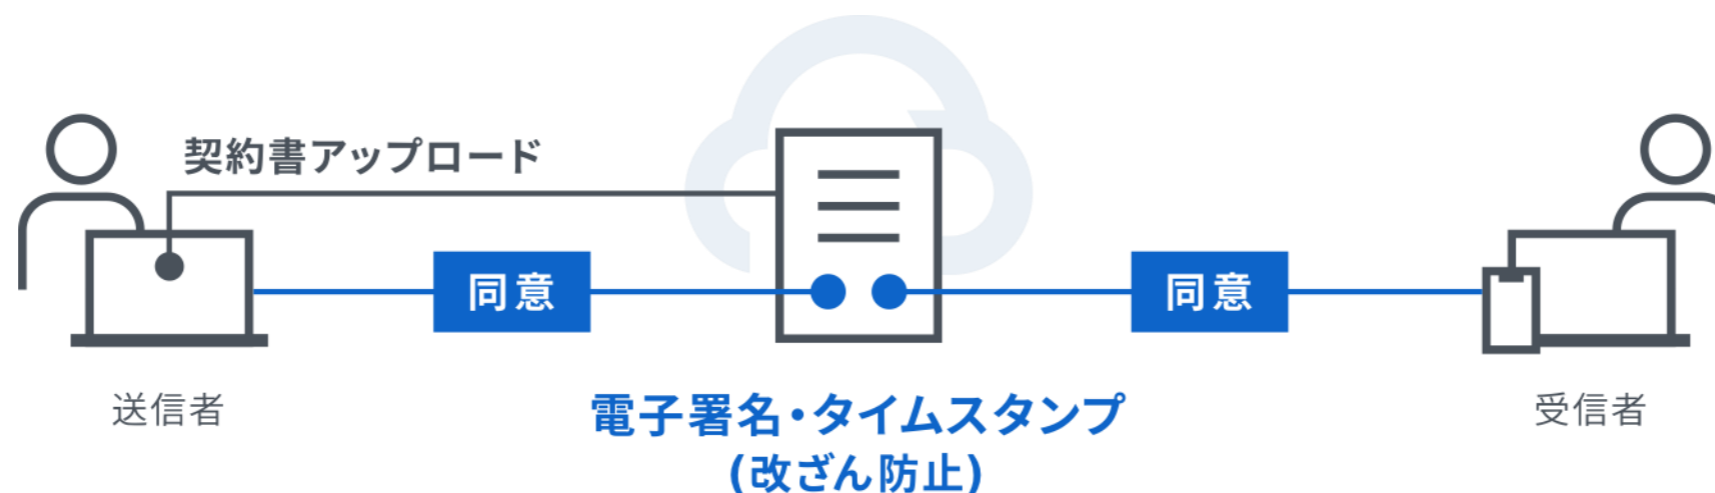 契約書アップロード
同意
同意
送信者
電子署名・タイムスタンプ
(改ざん防止)
受信者